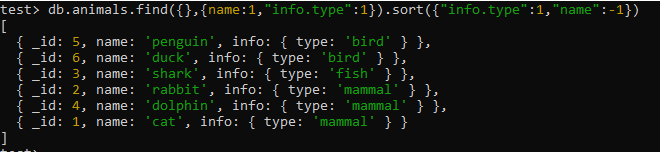 test> db.animals.find({},{name:1,"info.type":1}).sort({"info.type":1,"name":-1})
[
  { _id: 5, name: 'penguin', info: { type: 'bird' } },
  { _id: 6, name: 'duck', info: { type: 'bird' } },
  { _id: 3, name: 'shark', info: { type: 'fish' } },
  { _id: 2, name: 'rabbit', info: { type: 'mammal' } },
  { _id: 4, name: 'dolphin', info: { type: 'mammal' } },
  { _id: 1, name: 'cat', info: { type: 'mammal' } }
]